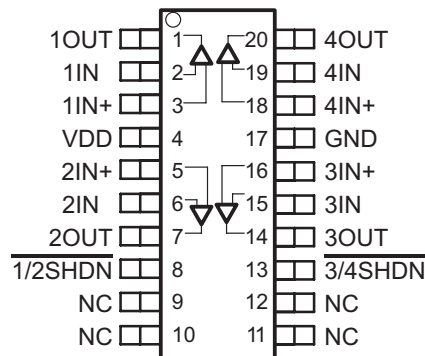 1OUT 1 20 4OUT
1IN 2 19 4IN
1IN+ 3 18 4IN+
VDD 4 17 GND
2IN+ 5 16 3IN+
2IN 6 15 3IN
2OUT 7 14 3OUT
1/2SHDN 8 13 3/4SHDN
NC 9 12 NC
NC 10 11 NC